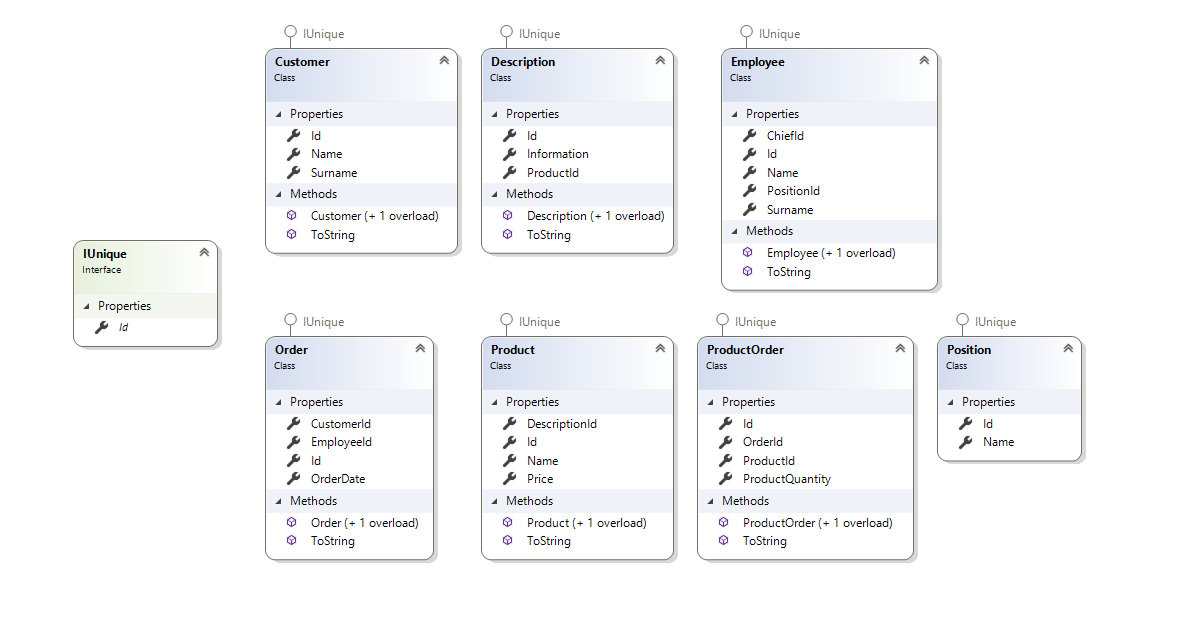 IUnique
Customer
Class
Properties
Id
Name
Surname
Methods
Customer (+ 1 overload)
ToString
IUnique
Description
Class
Properties
Id
Information
ProductId
Methods
Description (+ 1 overload)
ToString
IUnique
Employee
Class
Properties
ChiefId
Id
Name
PositionId
Surname
Methods
Employee (+ 1 overload)
ToString
IUnique
Interface
Properties
Id
IUnique
Order
Class
Properties
CustomerId
EmployeeId
Id
OrderDate
Methods
Order (+ 1 overload)
ToString
IUnique
Product
Class
Properties
DescriptionId
Id
Name
Price
Methods
Product (+ 1 overload)
ToString
IUnique
ProductOrder
Class
Properties
Id
OrderId
ProductId
ProductQuantity
Methods
ProductOrder (+ 1 overload)
ToString
IUnique
Position
Class
Properties
Id
Name